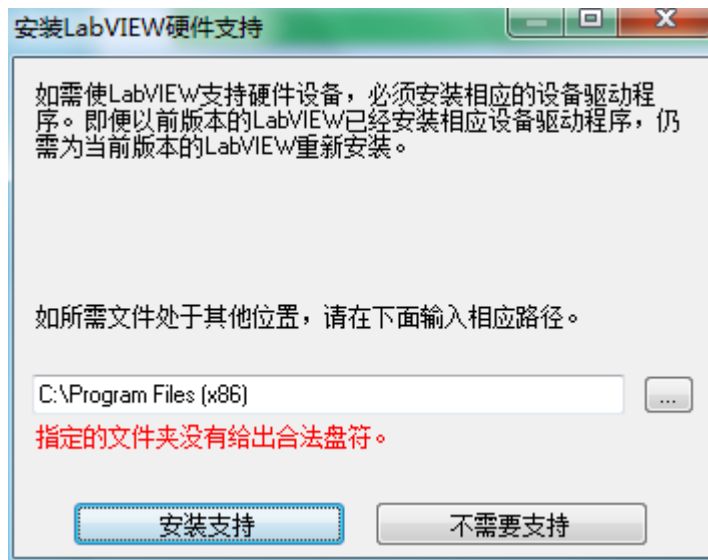 安装LabVIEW硬件支持
如需使LabVIEW支持硬件设备，必须安装相应的设备驱动程
序。即便以前版本的LabVIEW已经安装相应设备驱动程序，仍
需为当前版本的LabVIEW重新安装。
如所需文件处于其他位置，请在下面输入相应路径。
C:\Program Files (x86)
...
指定的文件夹没有给出合法盘符。
安装支持 不需要支持